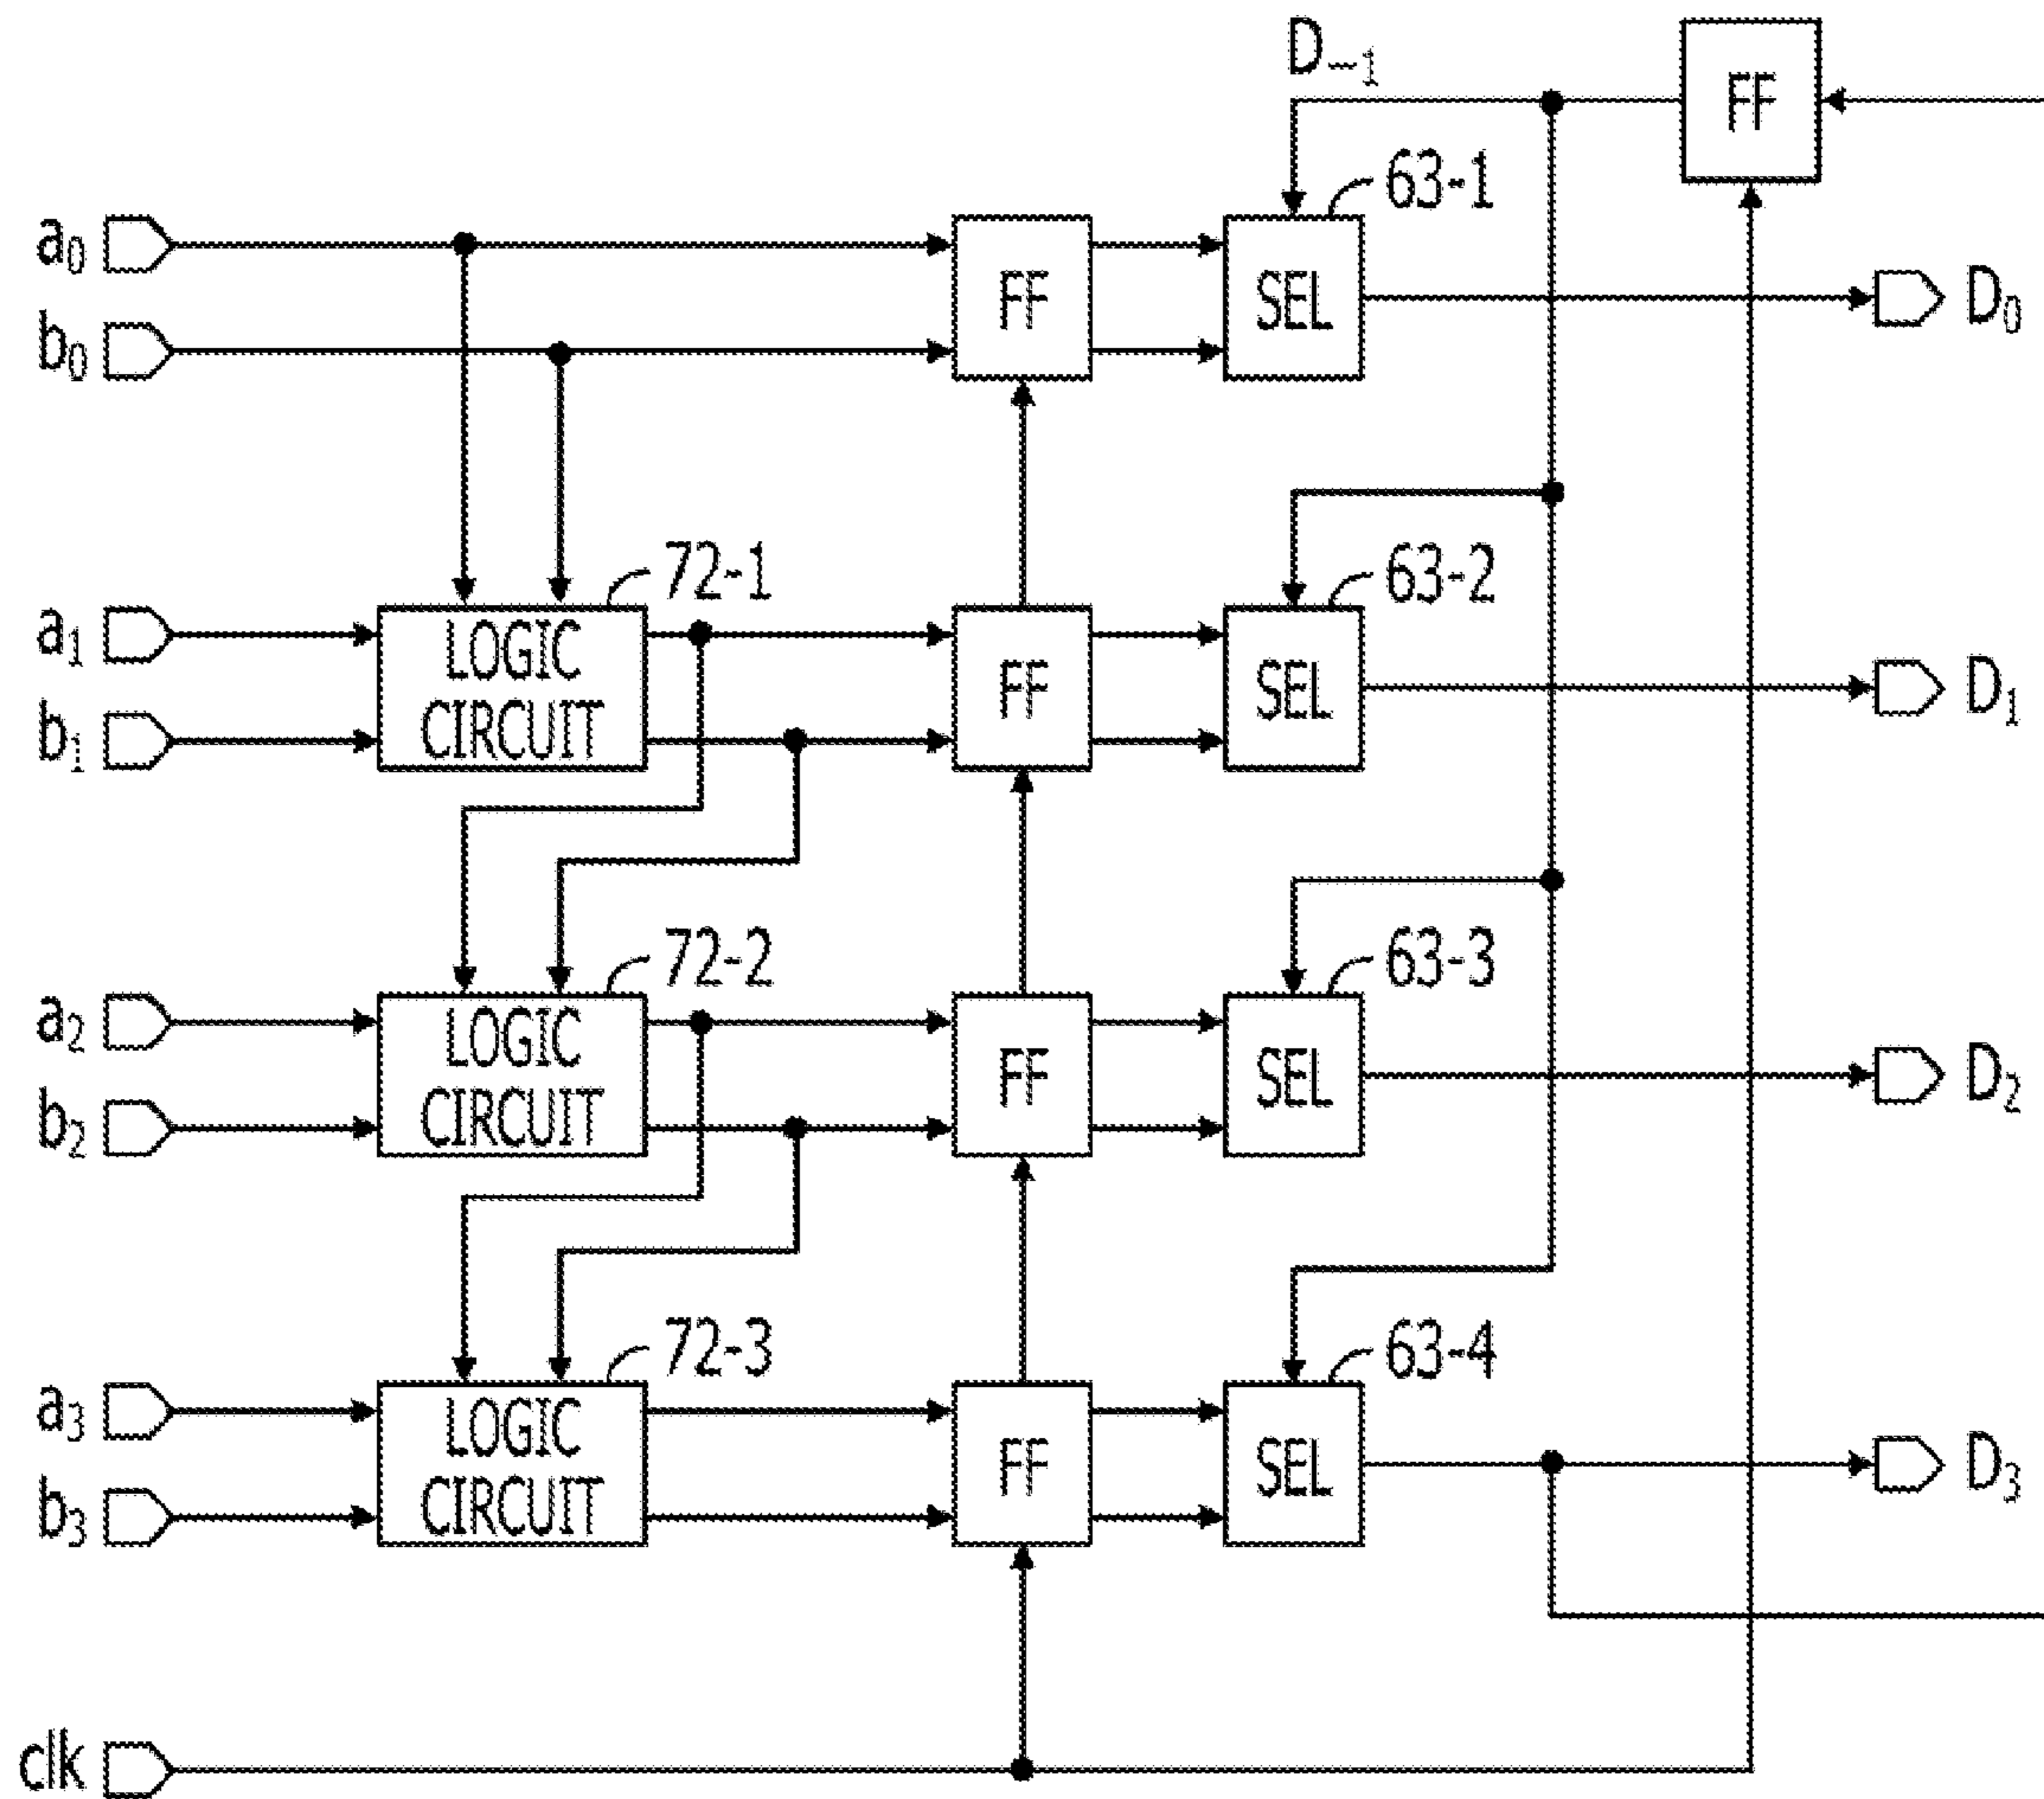 D₋₁
FF
63-1
a₀
b₀
FF
SEL
D₀
72-1
63-2
a₁
b₁
LOGIC
CIRCUIT
FF
SEL
D₁
72-2
63-3
a₂
b₂
LOGIC
CIRCUIT
FF
SEL
D₂
72-3
63-4
a₃
b₃
LOGIC
CIRCUIT
FF
SEL
D₃
clk